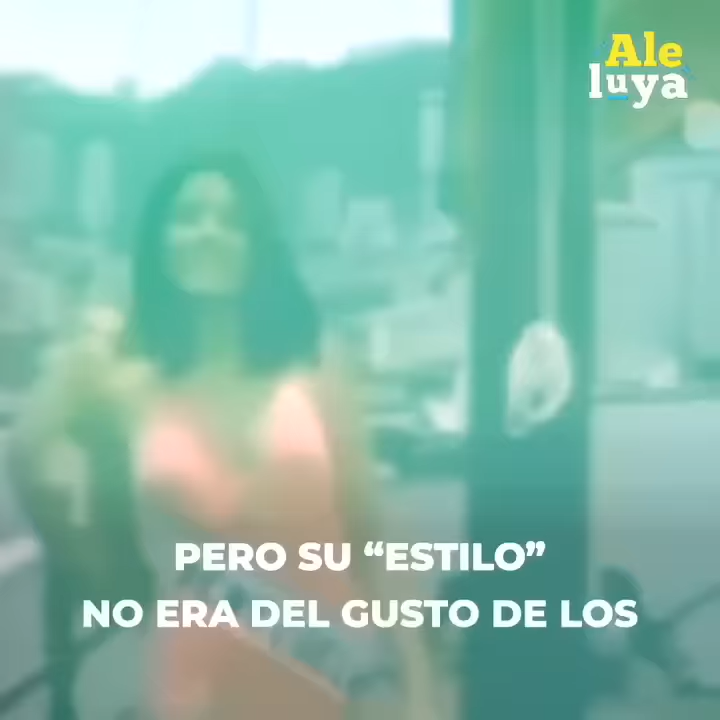 Ale
luya
PERO SU “ESTILO”
NO ERA DEL GUSTO DE LOS